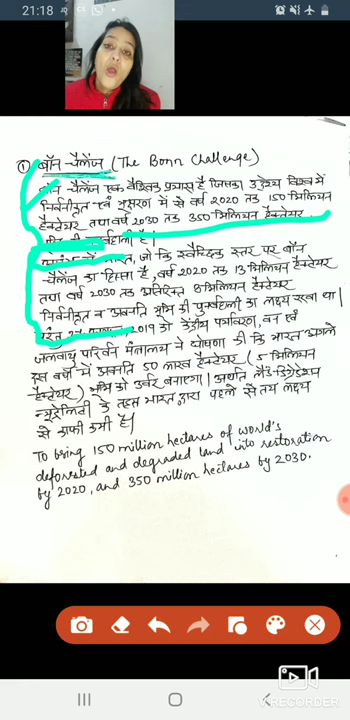 21:18
① बॉन चैलेंज (The Bonn Challenge)
बॉन चैलेंज एक वैश्विक प्रयास है जिसका उद्देश्य विश्व में
निर्वनीकृत एवं भूक्षरण में से वर्ष 2020 तक 150 मिलियन
हैक्टेयर तथा वर्ष 2030 तक 350 मिलियन हैक्टेयर
है।
भारत, जो कि स्वैच्छिक स्तर पर बॉन
चैलेंज का हिस्सा है, वर्ष 2020 तक 13 मिलियन हैक्टेयर
तथा वर्ष 2030 तक अतिरिक्त 8 मिलियन हैक्टेयर
निर्वनीकृत व अवनति भूमि की पुनर्बहाली का लक्ष्य रखा था।
2019 को केंद्रीय पर्यावरण, वन एवं
जलवायु परिर्वन मंत्रालय ने घोषणा की कि भारत अगले
दस वर्षों में अवनति 50 लाख हैक्टेयर (5 मिलियन
हैक्टेयर) भूमि को उर्वर बनाएगा। अर्थात लैंड डिग्रेडेशन
न्यूट्रेलिटी के तहत भारत द्वारा पहले से तय लक्ष्य
से काफी कमी है।
To bring 150 million hectares of world's
deforested and degraded land into restoration
by 2020, and 350 million hectares by 2030.
V.RECORDER